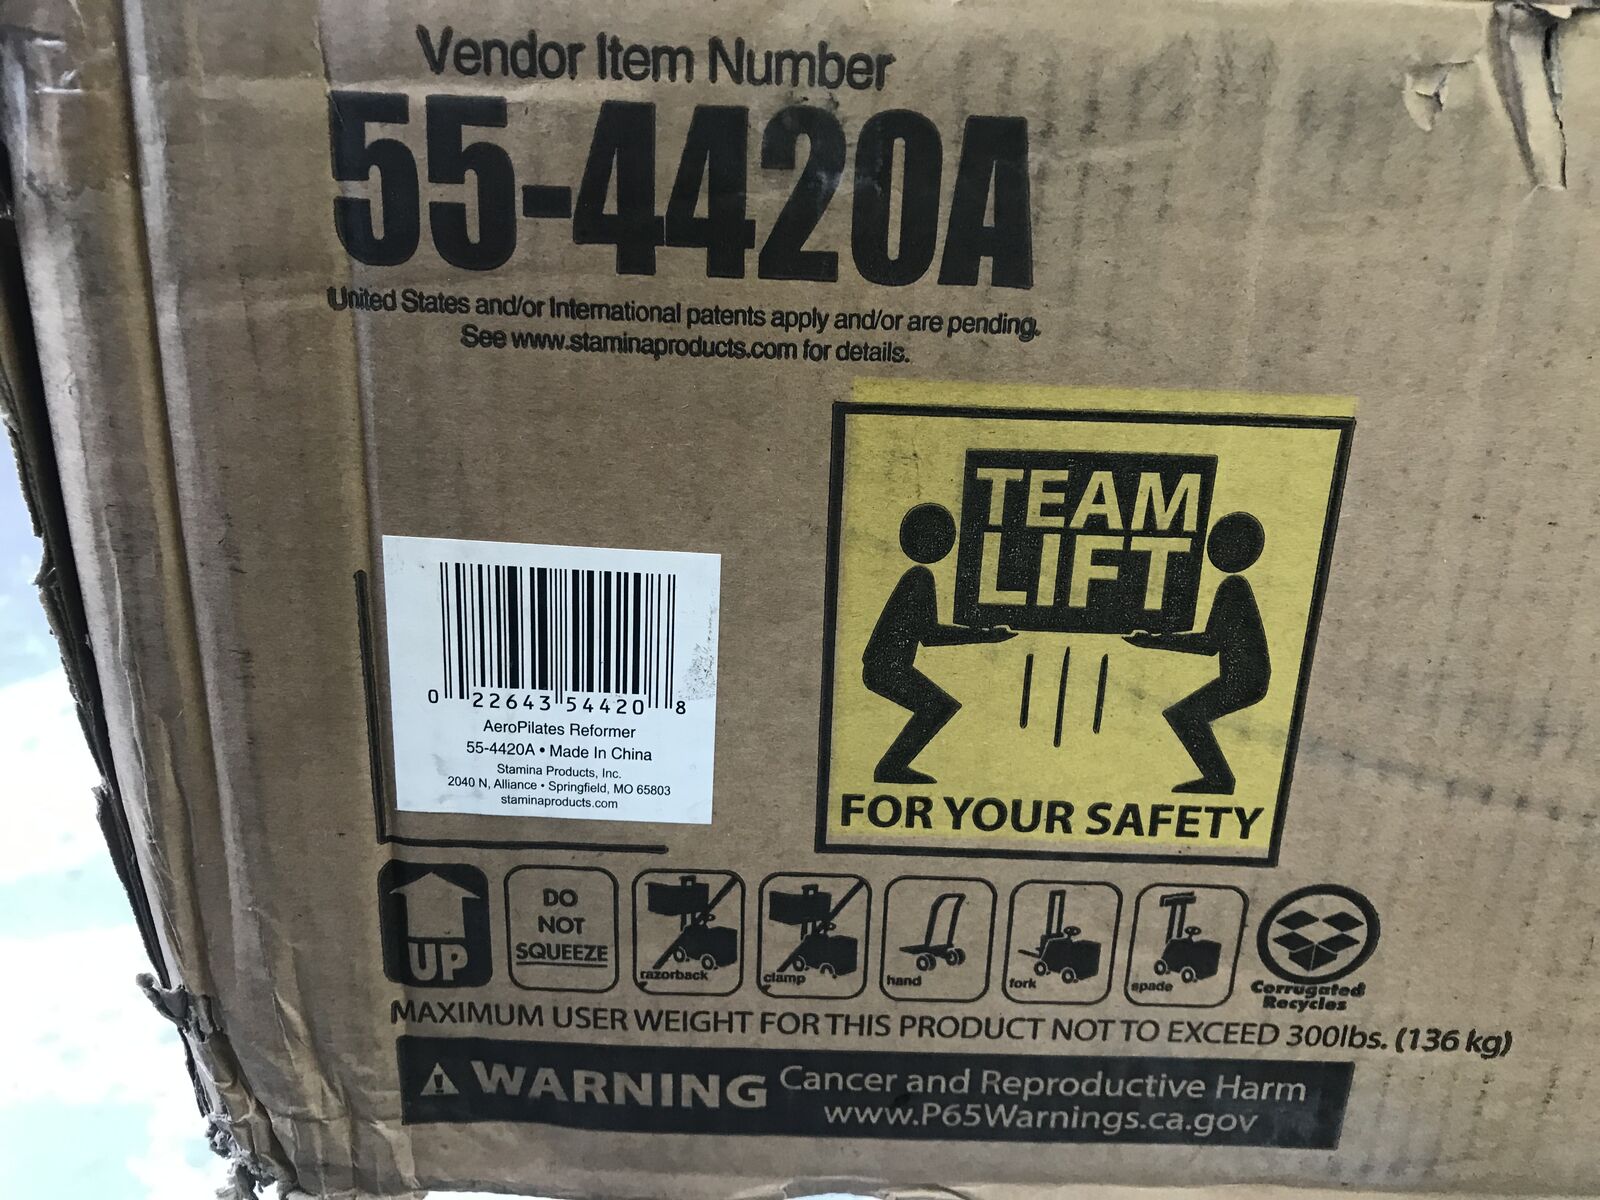 Vendor Item Number
55-4420A
United States and/or International patents apply and/or are pending.
See www.staminaproducts.com for details.
TEAM
LIFT
FOR YOUR SAFETY
0 22643 54420 8
AeroPilates Reformer
55-4420A • Made In China
Stamina Products, Inc.
2040 N. Alliance • Springfield, MO 65803
staminaproducts.com
UP
DO
NOT
SQUEEZE
razorback
clamp
hand
fork
spade
Corrugated
Recycles
MAXIMUM USER WEIGHT FOR THIS PRODUCT NOT TO EXCEED 300lbs. (136 kg)
WARNING Cancer and Reproductive Harm
www.P65Warnings.ca.gov